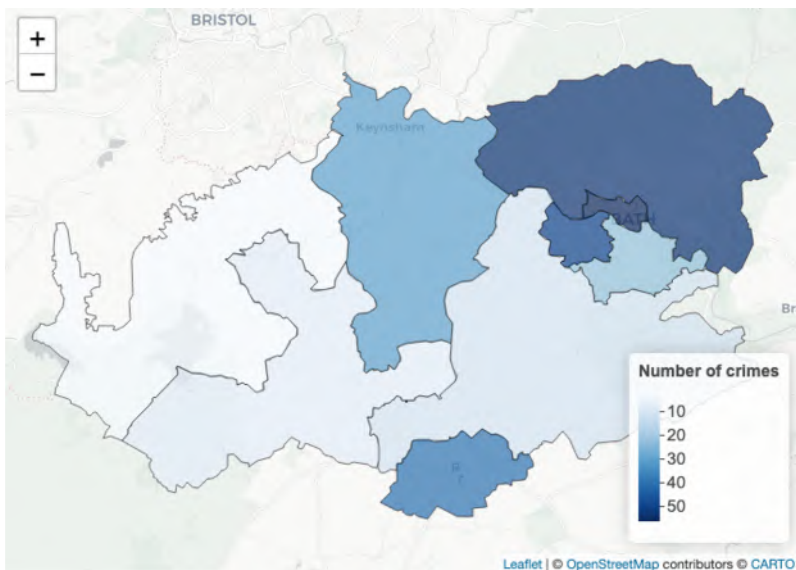 BRISTOL
+
−
Keynsham
BATH
Br
Number of crimes
10
20
30
40
50
Leaflet | © OpenStreetMap contributors © CARTO